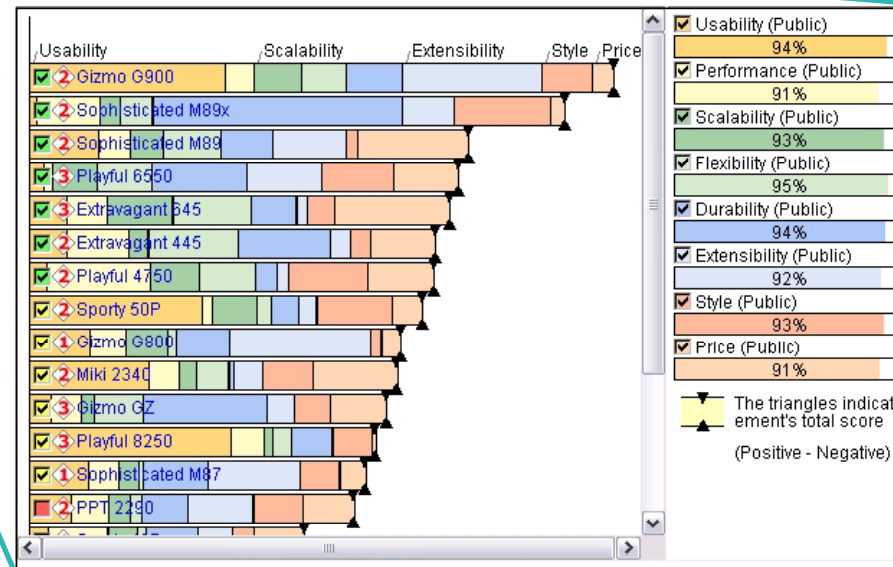 Usability Scalability Extensibility Style Price
2 Gizmo G900
2 Sophisticated M89x
2 Sophisticated M89
3 Playful 6550
3 Extravagant 645
2 Extravagant 445
2 Playful 4750
2 Sporty 50P
1 Gizmo G800
2 Miki 2340
3 Gizmo GZ
3 Playful 8250
1 Sophisticated M87
2 PPT 2290
Usability (Public)
94%
Performance (Public)
91%
Scalability (Public)
93%
Flexibility (Public)
95%
Durability (Public)
94%
Extensibility (Public)
92%
Style (Public)
93%
Price (Public)
91%
The triangles indicat
ement's total score
(Positive - Negative)